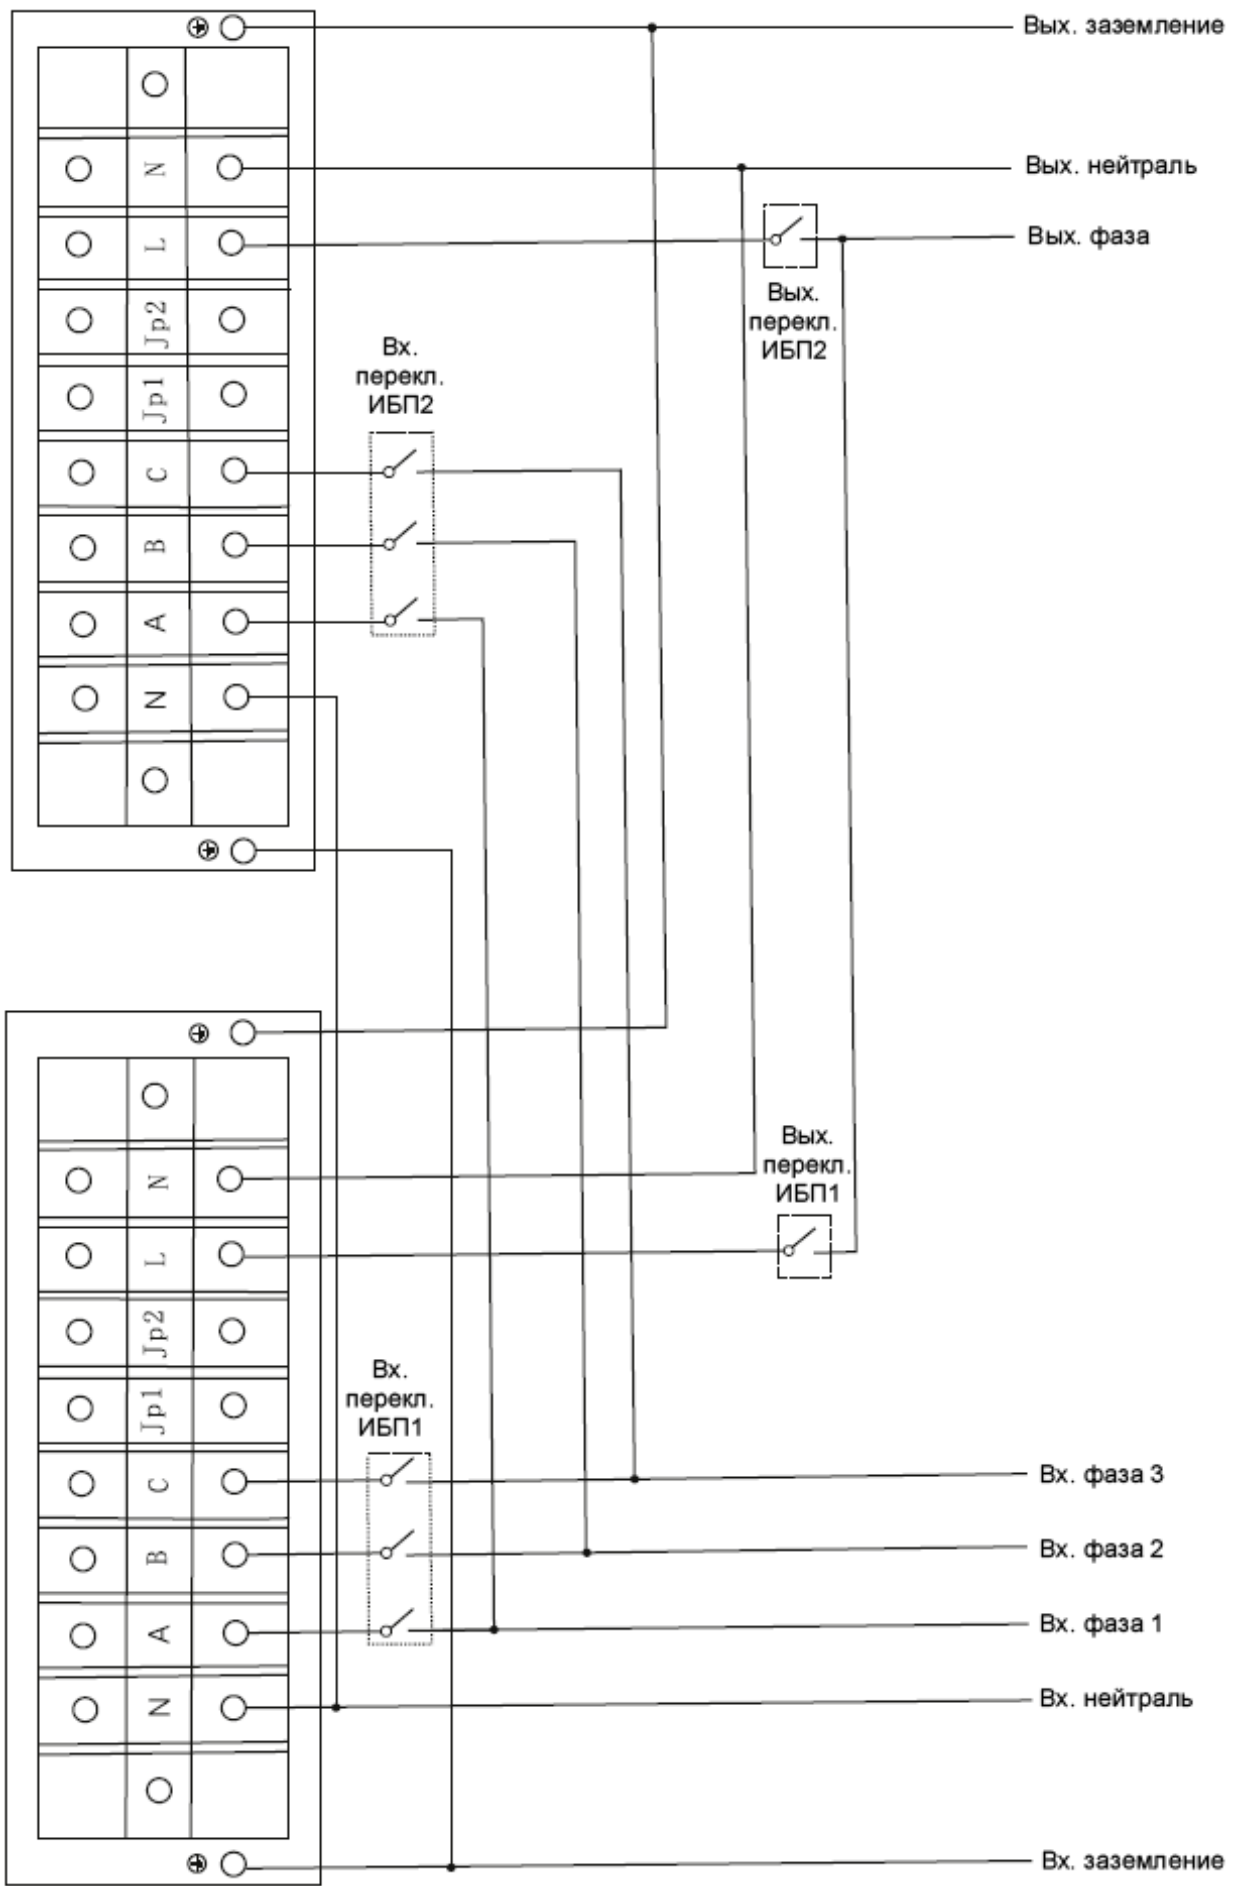 Вых. заземление
N
Вых. нейтраль
L
Вых. фаза
Вых.
перекл.
ИБП2
Jp2
Вх.
перекл.
ИБП2
Jp1
C
B
A
N
N
Вых.
перекл.
ИБП1
L
Jp2
Вх.
перекл.
ИБП1
Jp1
C
Вх. фаза 3
B
Вх. фаза 2
A
Вх. фаза 1
N
Вх. нейтраль
Вх. заземление